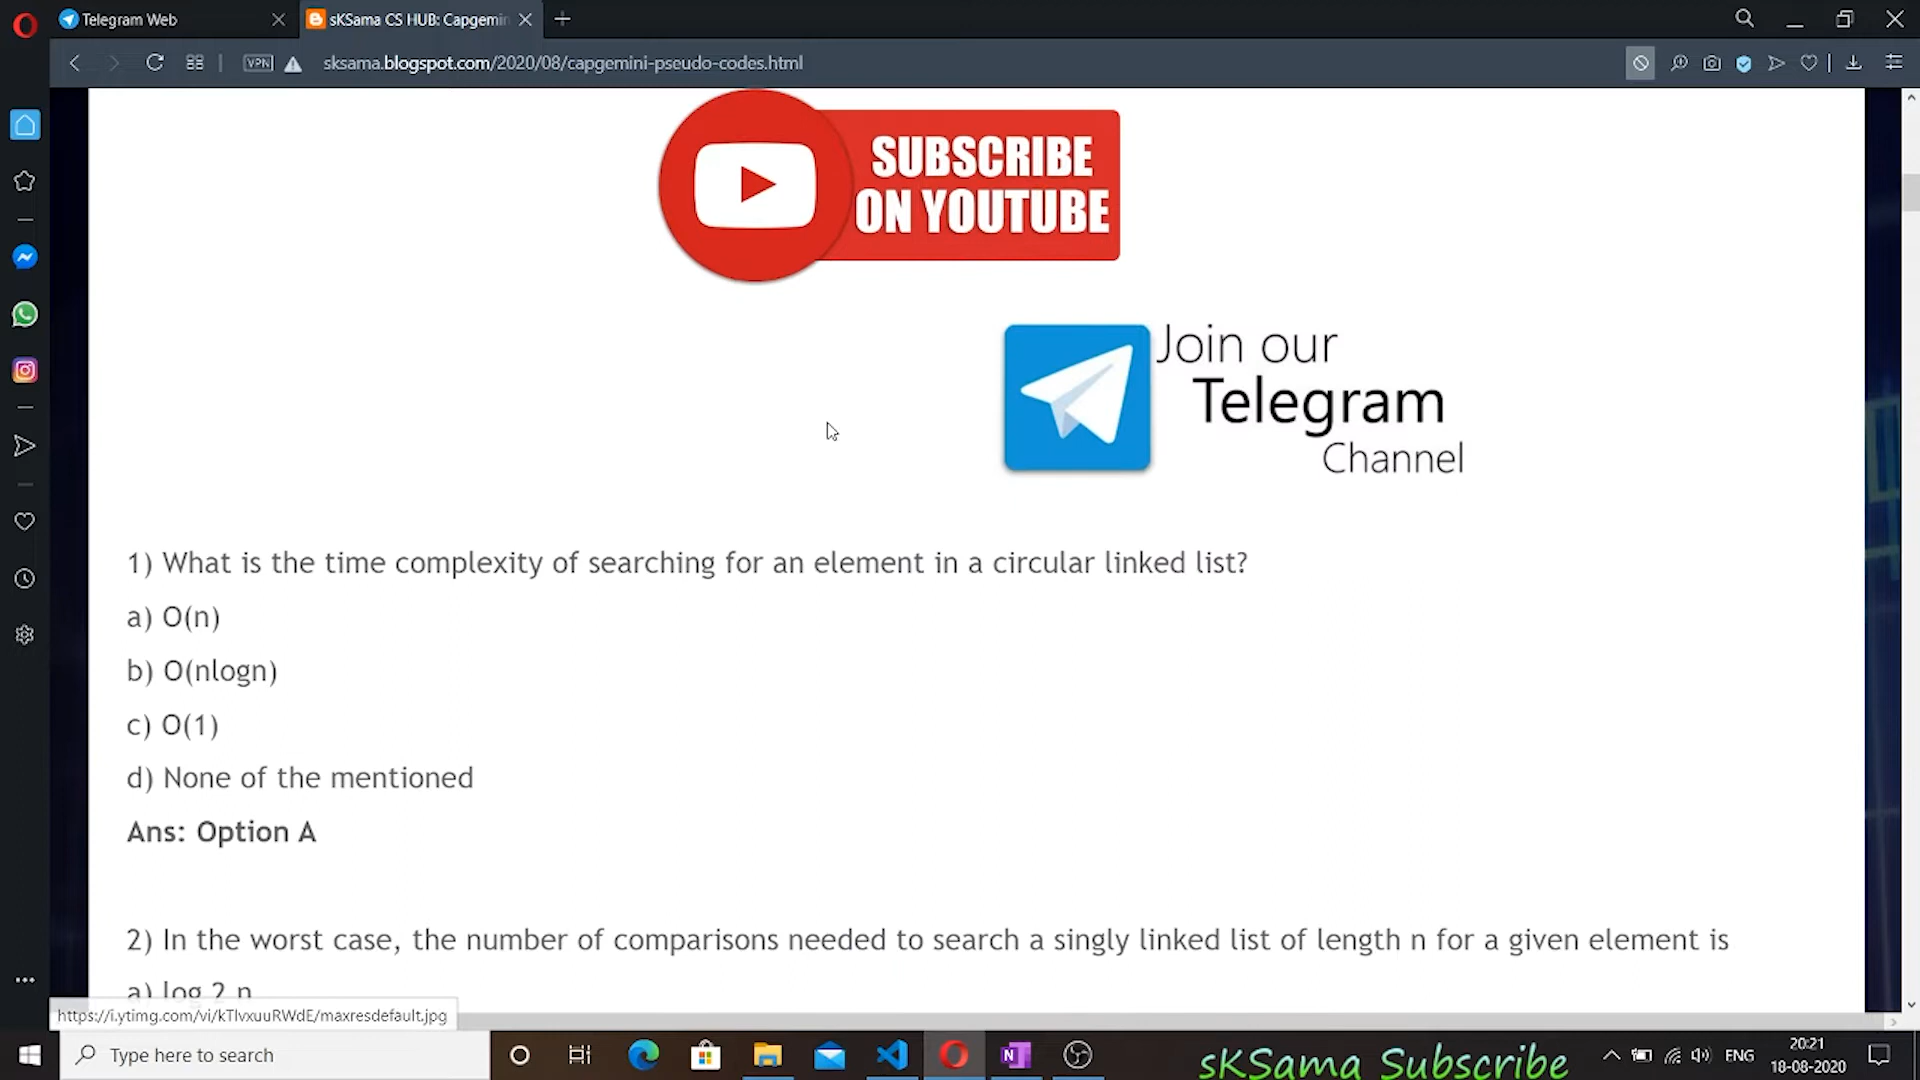 Telegram Web
sKSama CS HUB: Capgemin
VPN
sksama.blogspot.com/2020/08/capgemini-pseudo-codes.html
SUBSCRIBE
ON YOUTUBE
Join our
Telegram
Channel
1) What is the time complexity of searching for an element in a circular linked list?
a) O(n)
b) O(nlogn)
c) O(1)
d) None of the mentioned
Ans: Option A
2) In the worst case, the number of comparisons needed to search a singly linked list of length n for a given element is
a) log 2 n
https://i.ytimg.com/vi/kTlvxuuRWdE/maxresdefault.jpg
Type here to search
N
sKSama Subscribe
ENG
20:21
18-08-2020